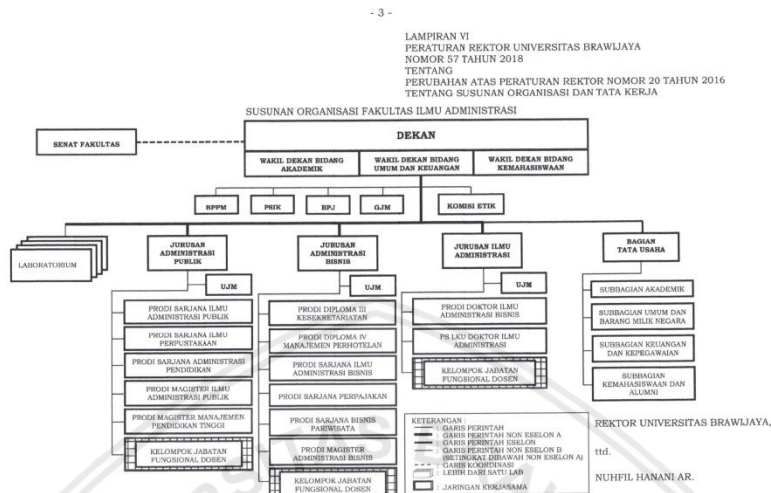 - 3 -
LAMPIRAN VI
PERATURAN REKTOR UNIVERSITAS BRAWIJAYA
NOMOR 57 TAHUN 2018
TENTANG
PERUBAHAN ATAS PERATURAN REKTOR NOMOR 20 TAHUN 2016
TENTANG SUSUNAN ORGANISASI DAN TATA KERJA
SUSUNAN ORGANISASI FAKULTAS ILMU ADMINISTRASI
SENAT FAKULTAS
DEKAN
WAKIL DEKAN BIDANG
AKADEMIK
WAKIL DEKAN BIDANG
UMUM DAN KEUANGAN
WAKIL DEKAN BIDANG
KEMAHASISWAAN
BPPM
PSIK
BPJ
GJM
KOMISI ETIK
LABORATORIUM
JURUSAN
ADMINISTRASI
PUBLIK
UJM
PRODI SARJANA ILMU
ADMINISTRASI PUBLIK
PRODI SARJANA ILMU
PERPUSTAKAAN
PRODI SARJANA ADMINISTRASI
PENDIDIKAN
PRODI MAGISTER ILMU
ADMINISTRASI PUBLIK
PRODI MAGISTER MANAJEMEN
PENDIDIKAN TINGGI
KELOMPOK JABATAN
FUNGSIONAL DOSEN
JURUSAN
ADMINISTRASI
BISNIS
UJM
PRODI DIPLOMA III
KESEKRETARIATAN
PRODI DIPLOMA IV
MANAJEMEN PERHOTELAN
PRODI SARJANA ILMU
ADMINISTRASI BISNIS
PRODI SARJANA PERPAJAKAN
PRODI SARJANA BISNIS
PARIWISATA
PRODI MAGISTER
ADMINISTRASI BISNIS
KELOMPOK JABATAN
FUNGSIONAL DOSEN
JURUSAN ILMU
ADMINISTRASI
UJM
PRODI DOKTOR ILMU
ADMINISTRASI BISNIS
PS LKU DOKTOR ILMU
ADMINISTRASI
KELOMPOK JABATAN
FUNGSIONAL DOSEN
BAGIAN
TATA USAHA
SUBBAGIAN AKADEMIK
SUBBAGIAN UMUM DAN
BARANG MILIK NEGARA
SUBBAGIAN KEUANGAN
DAN KEPEGAWAIAN
SUBBAGIAN
KEMAHASISWAAN DAN
ALUMNI
KETERANGAN :
: GARIS PERINTAH
: GARIS PERINTAH NON ESELON A
: GARIS PERINTAH ESELON
: GARIS PERINTAH NON ESELON B
(SETINGKAT DIBAWAH NON ESELON A)
: GARIS KOORDINASI
: LEBIH DARI SATU LAB
: JARINGAN KERJASAMA
REKTOR UNIVERSITAS BRAWIJAYA,
ttd.
NUHFIL HANANI AR.